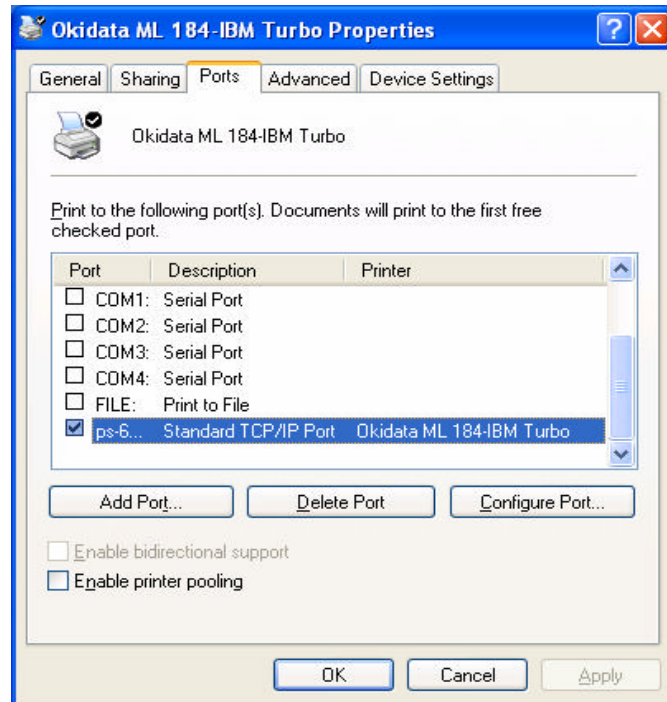 Okidata ML 184-IBM Turbo Properties
General Sharing Ports Advanced Device Settings
Okidata ML 184-IBM Turbo
Print to the following port(s). Documents will print to the first free
checked port.
Port Description Printer
COM1: Serial Port
COM2: Serial Port
COM3: Serial Port
COM4: Serial Port
FILE: Print to File
ps-6... Standard TCP/IP Port Okidata ML 184-IBM Turbo
Add Port... Delete Port Configure Port...
Enable bidirectional support
Enable printer pooling
OK Cancel Apply